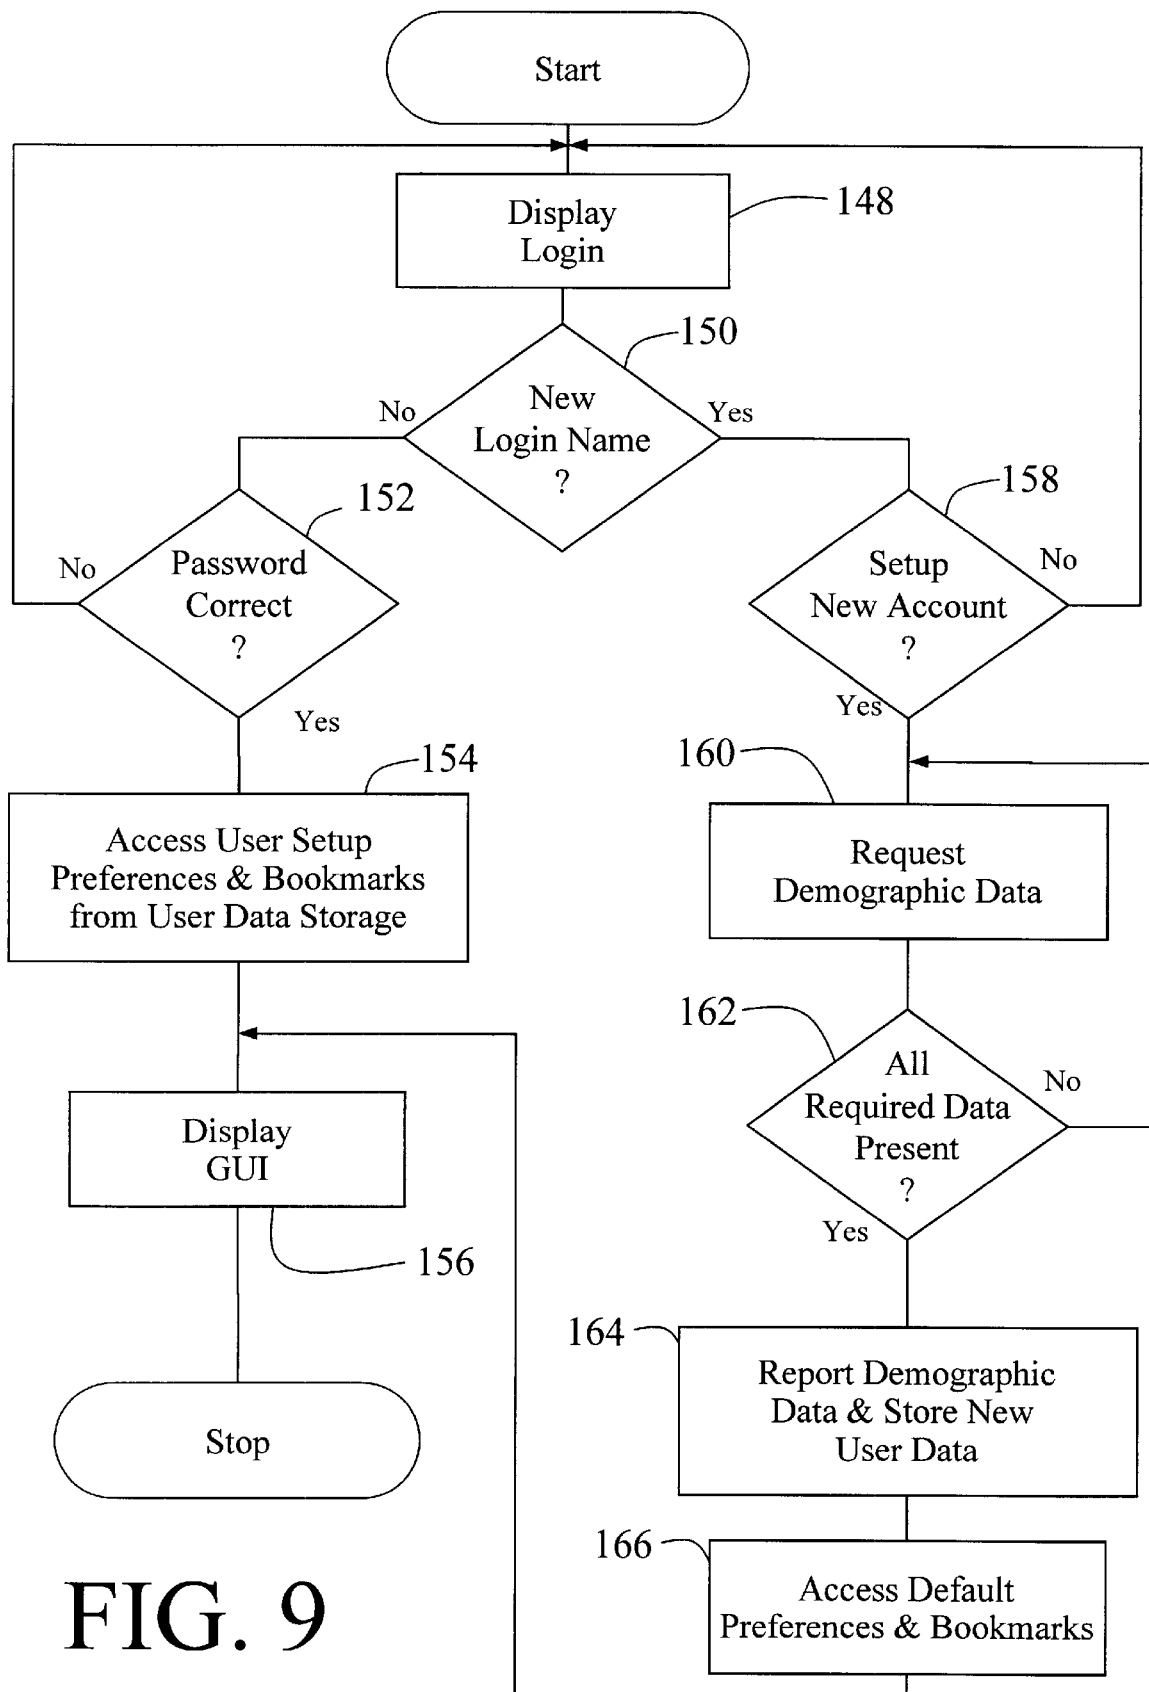 Start
Display
Login
148
150
New
Login Name
?
No
Yes
152
Password
Correct
?
No
Yes
158
Setup
New Account
?
No
Yes
154
Access User Setup
Preferences & Bookmarks
from User Data Storage
160
Request
Demographic Data
162
All
Required Data
Present
?
No
Yes
Display
GUI
156
164
Report Demographic
Data & Store New
User Data
Stop
166
Access Default
Preferences & Bookmarks
FIG. 9